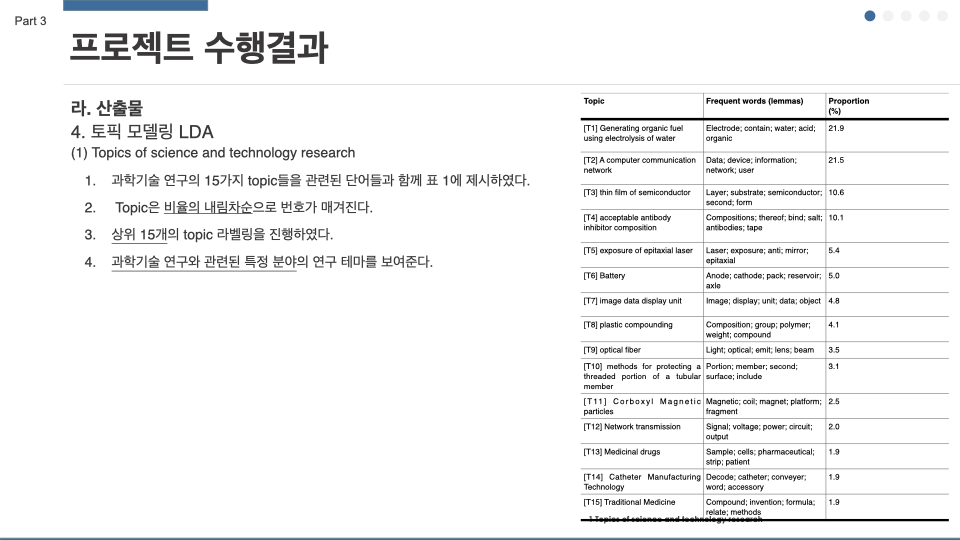 Part 3
프로젝트 수행결과
라. 산출물
4. 토픽 모델링 LDA
(1) Topics of science and technology research
1. 과학기술 연구의 15가지 topic들을 관련된 단어들과 함께 표 1에 제시하였다.
2. Topic은 비율의 내림차순으로 번호가 매겨진다.
3. 상위 15개의 topic 라벨링을 진행하였다.
4. 과학기술 연구와 관련된 특정 분야의 연구 테마를 보여준다.
Topic Frequent words (lemmas) Proportion
(%)
[T1] Generating organic fuel Electrode; contain; water; acid; 21.9
using electrolysis of water organic
[T2] A computer communication Data; device; information; 21.5
network network; user
[T3] thin film of semiconductor Layer; substrate; semiconductor; 10.6
second; form
[T4] acceptable antibody Compositions; thereof; bind; salt; 10.1
inhibitor composition antibodies; tape
[T5] exposure of epitaxial laser Laser; exposure; anti; mirror; 5.4
epitaxial
[T6] Battery Anode; cathode; pack; reservoir; 5.0
axle
[T7] image data display unit Image; display; unit; data; object 4.8
[T8] plastic compounding Composition; group; polymer; 4.1
weight; compound
[T9] optical fiber Light; optical; emit; lens; beam 3.5
[T10] methods for protecting a Portion; member; second; 3.1
threaded portion of a tubular surface; include
member
[T11] Corboxyl Magnetic Magnetic; coil; magnet; platform; 2.5
particles fragment
[T12] Network transmission Signal; voltage; power; circuit; 2.0
output
[T13] Medicinal drugs Sample; cells; pharmaceutical; 1.9
strip; patient
[T14] Catheter Manufacturing Decode; catheter; conveyer; 1.9
Technology word; accessory
[T15] Traditional Medicine Compound; invention; formula; 1.9
relate; methods
1 Topics of science and technology research